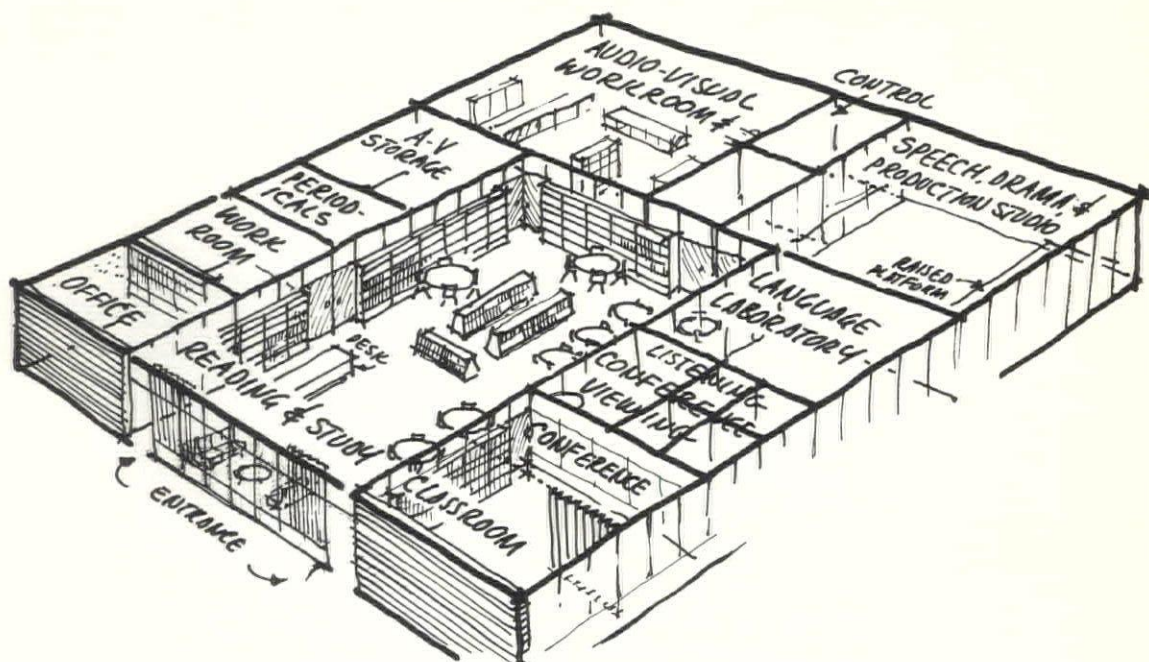 AUDIO-VISUAL
WORKROOM &
CONTROL
SPEECH, DRAMA, &
PRODUCTION STUDIO
RAISED
PLATFORM
A-V
STORAGE
PERIOD-
ICALS
WORK
ROOM
OFFICE
READING & STUDY
DESK
LANGUAGE
LABORATORY
LISTENING
CONFERENCE
VIEWING
CONFERENCE
CLASSROOM
ENTRANCE